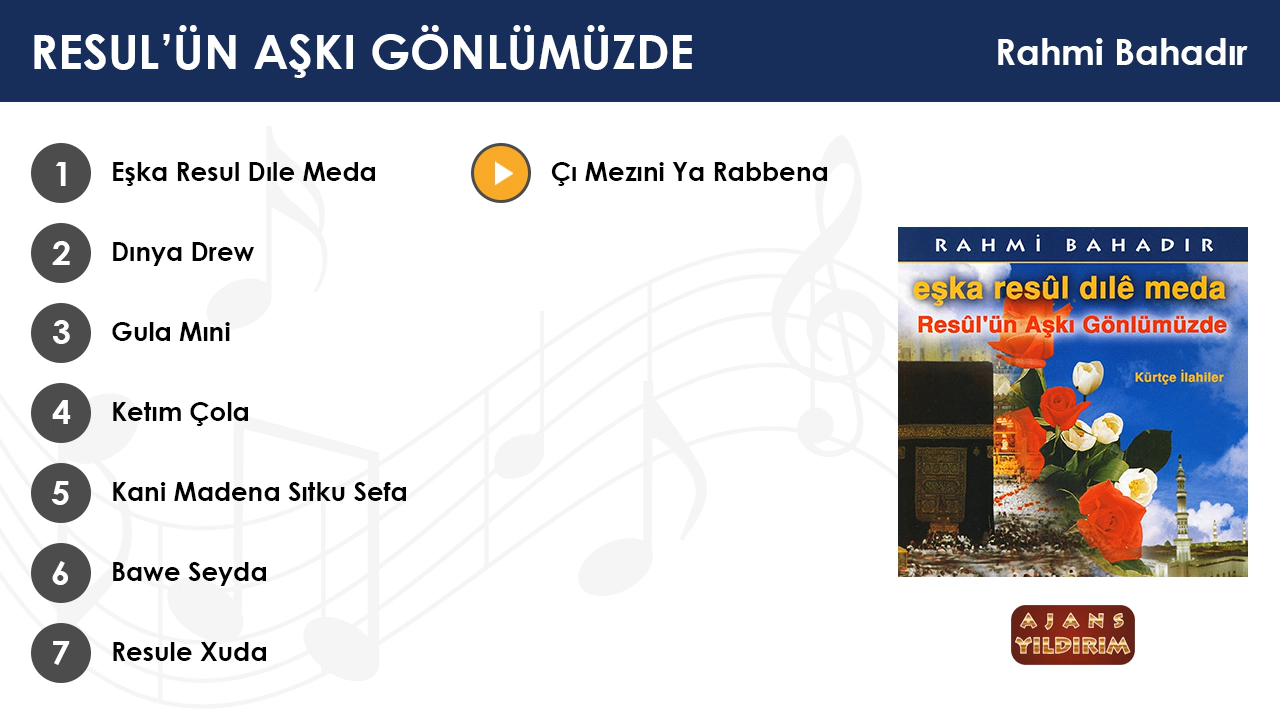 RESUL’ÜN AŞKI GÖNLÜMÜZDE
Rahmi Bahadır
1 Eşka Resul Dıle Meda
2 Dınya Drew
3 Gula Mıni
4 Ketım Çola
5 Kani Madena Sıtku Sefa
6 Bawe Seyda
7 Resule Xuda
Çı Mezıni Ya Rabbena
RAHMİ BAHADIR
eşka resûl dılê meda
Resûl'ün Aşkı Gönlümüzde
Kürtçe İlahiler
AJANS
YILDIRIM